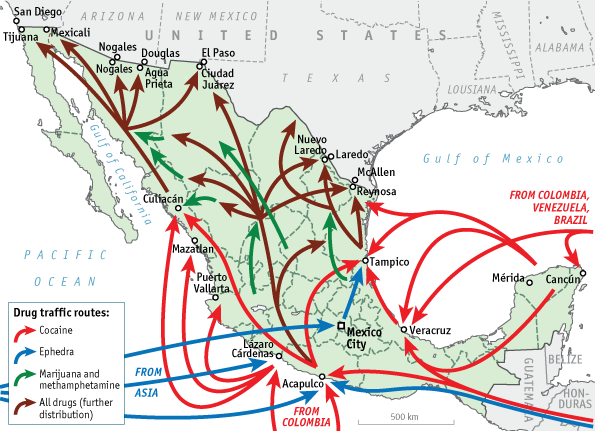 San Diego
ARIZONA
NEW MEXICO
Tijuana
Mexicali
UNITED STATES
MISSISSIPPI
ALABAMA
Nogales
Nogales
Douglas
Agua
Prieta
El Paso
Ciudad
Juárez
TEXAS
LOUISIANA
Gulf of California
Nuevo
Laredo
Laredo
McAllen
Reynosa
Gulf of Mexico
Culiacán
FROM COLOMBIA,
VENEZUELA,
BRAZIL
Mazatlan
PACIFIC
OCEAN
Tampico
Mérida
Cancún
Puerto
Vallarta
Drug traffic routes:
Cocaine
Ephedra
Marijuana and
methamphetamine
All drugs (further
distribution)
Mexico
City
Veracruz
Lázaro
Cárdenas
FROM
ASIA
Acapulco
FROM
COLOMBIA
500 km
GUATEMALA
BELIZE
HON-
DURAS